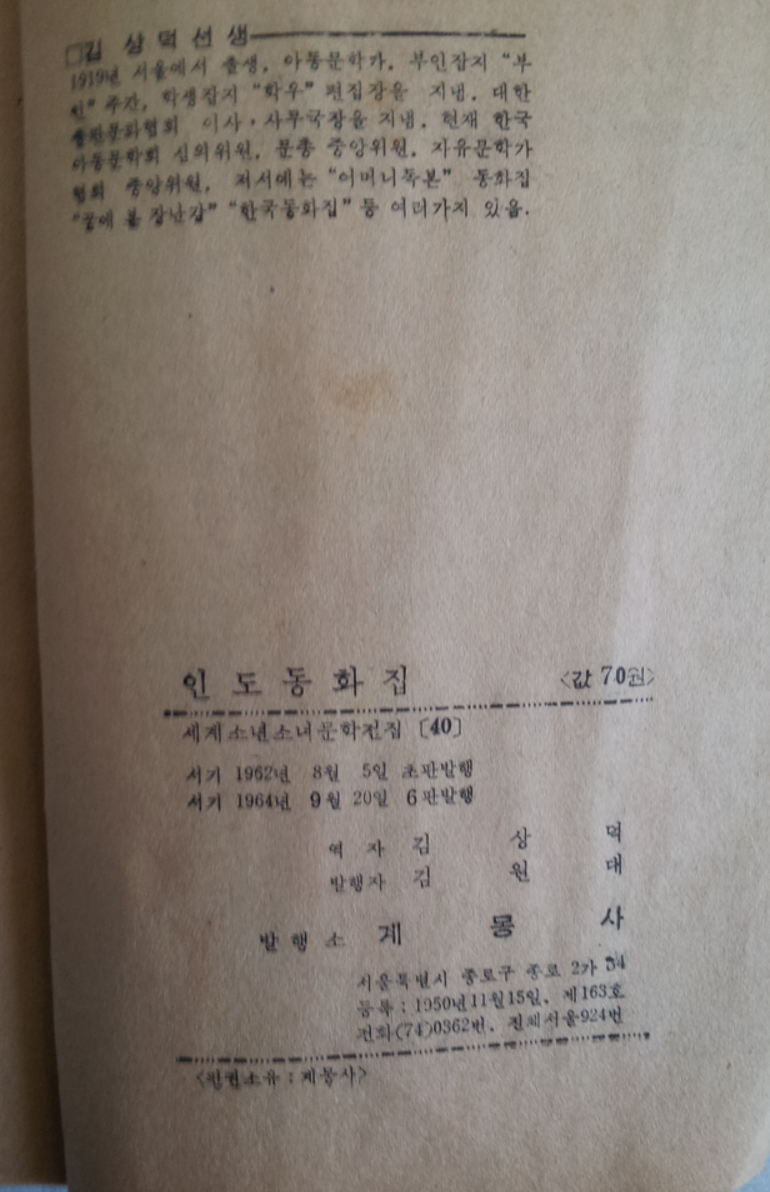 □김 상 덕 선 생
1919년 서울에서 출생, 아동문학가, 부인잡지 “부
인” 주간, 학생잡지 “학우” 편집장을 지냄. 대한
출판문화협회 이사·사무국장을 지냄. 현재 한국
아동문학회 심의위원, 문총 중앙위원, 자유문학가
협회 중앙위원, 저서에는 “어머니독본” 동화집
“꿈에 본 장난감” “한국동화집” 등 여러가지 있음.
인 도 동 화 집 <값 70원>
세계소년소녀문학전집 〔40〕
서기 1962년 8월 5일 초판발행
서기 1964년 9월 20일 6판발행
역 자 김 상 덕
발행자 김 원 대
발 행 소 계 몽 사
서울특별시 종로구 종로 2가 54
등록 : 1950년11월15일, 제163호
전화(74)0362번, 진체서울924번
<판권소유 : 계몽사>